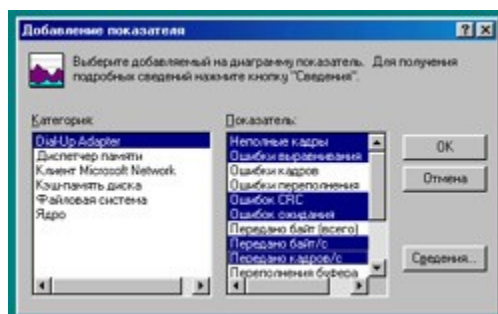 Добавление показателя
Выберите добавляемый на диаграмму показатель. Для получения
подробных сведений нажмите кнопку "Сведения".
Категория:
Показатель:
Dial-Up Adapter
Диспетчер памяти
Клиент Microsoft Network
Кэш-память диска
Файловая система
Ядро
Неполные кадры
Ошибки выравнивания
Ошибки кадров
Ошибки переполнения
Ошибок CRC
Ошибок ожидания
Передано байт (всего)
Передано байт/с
Передано кадров/с
Переполнения буфера
OK
Отмена
Сведения...